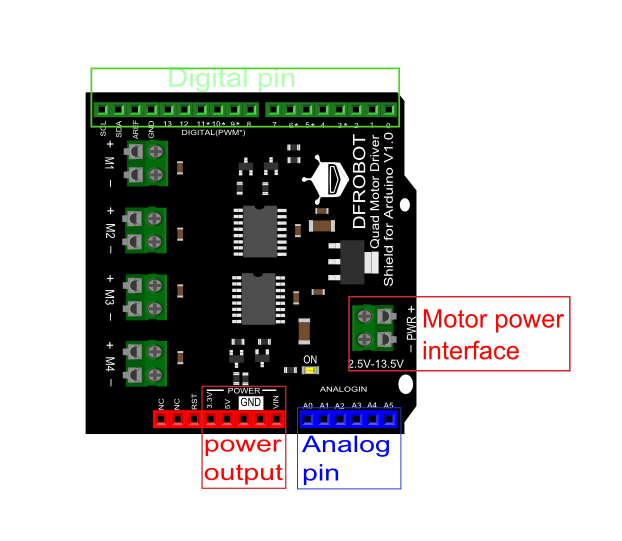 Digital pin
SCL SDA AREF GND 13 12 11* 10* 9* 8 7 6* 5* 4 3* 2 1 0
DIGITAL(PWM*)
+ M1 −
+ M2 −
+ M3 −
+ M4 −
DFROBOT
Quad Motor Driver
Shield for Arduino V1.0
+ PWR −
Motor power
interface
2.5V-13.5V
ON
POWER
ANALOGIN
NC NC RST 3.3V 5V GND VIN
A0 A1 A2 A3 A4 A5
power
output
Analog
pin